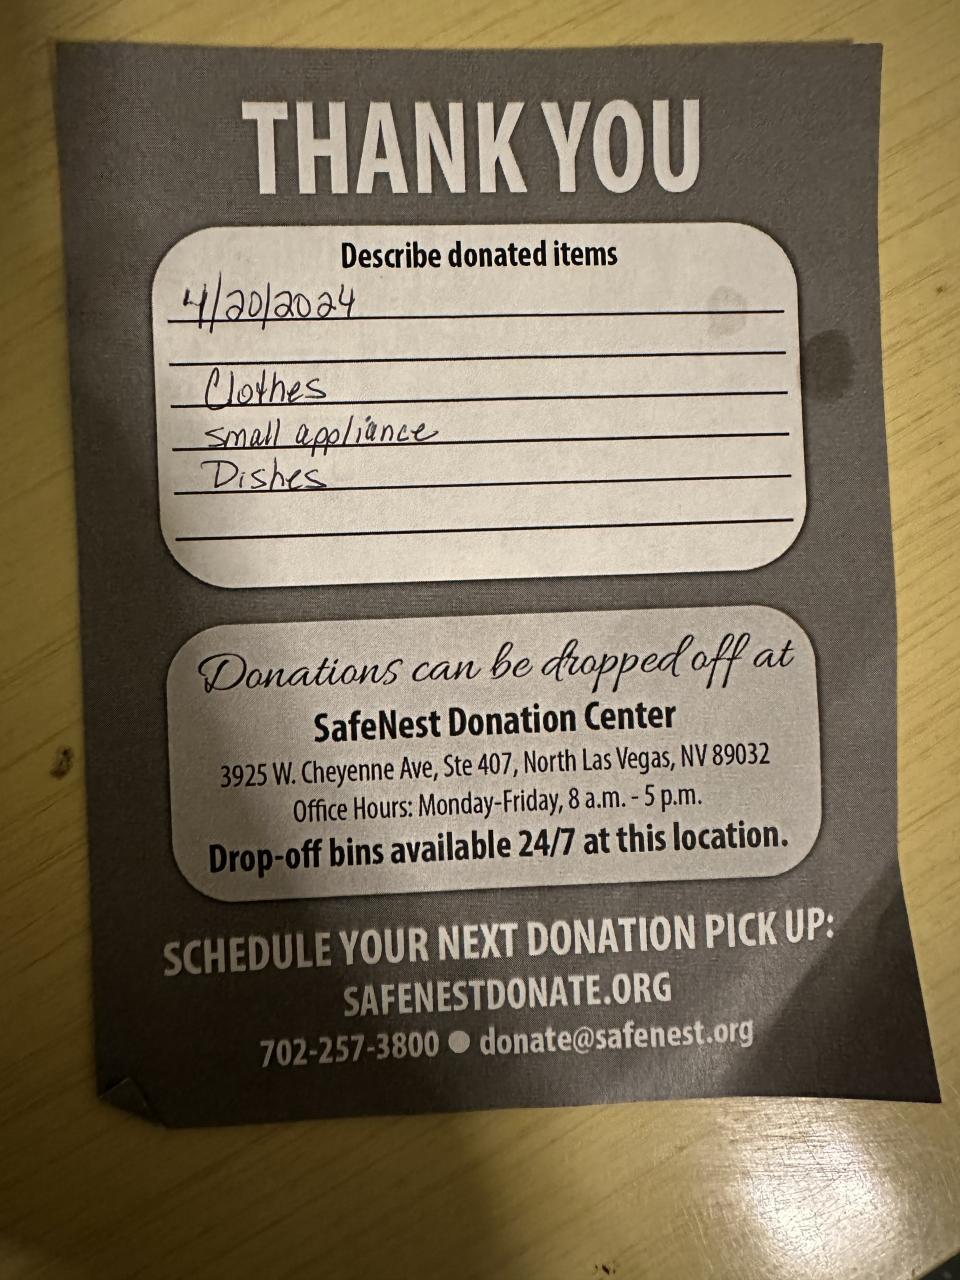 THANK YOU
Describe donated items
4/20/2024
Clothes
small appliance
Dishes
Donations can be dropped off at
SafeNest Donation Center
3925 W. Cheyenne Ave, Ste 407, North Las Vegas, NV 89032
Office Hours: Monday-Friday, 8 a.m. - 5 p.m.
Drop-off bins available 24/7 at this location.
SCHEDULE YOUR NEXT DONATION PICK UP:
SAFENESTDONATE.ORG
702-257-3800 ● donate@safenest.org